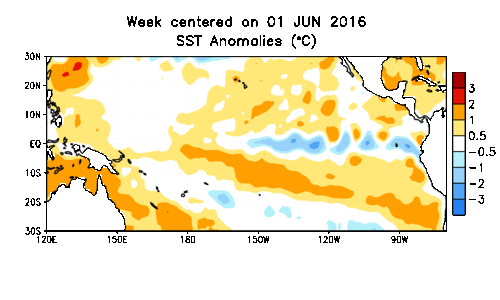 Week centered on 01 JUN 2016
SST Anomalies (°C)
30N
20N
10N
EQ
10S
20S
30S
120E 150E 180 150W 120W 90W
3
2
1
0.5
-0.5
-1
-2
-3